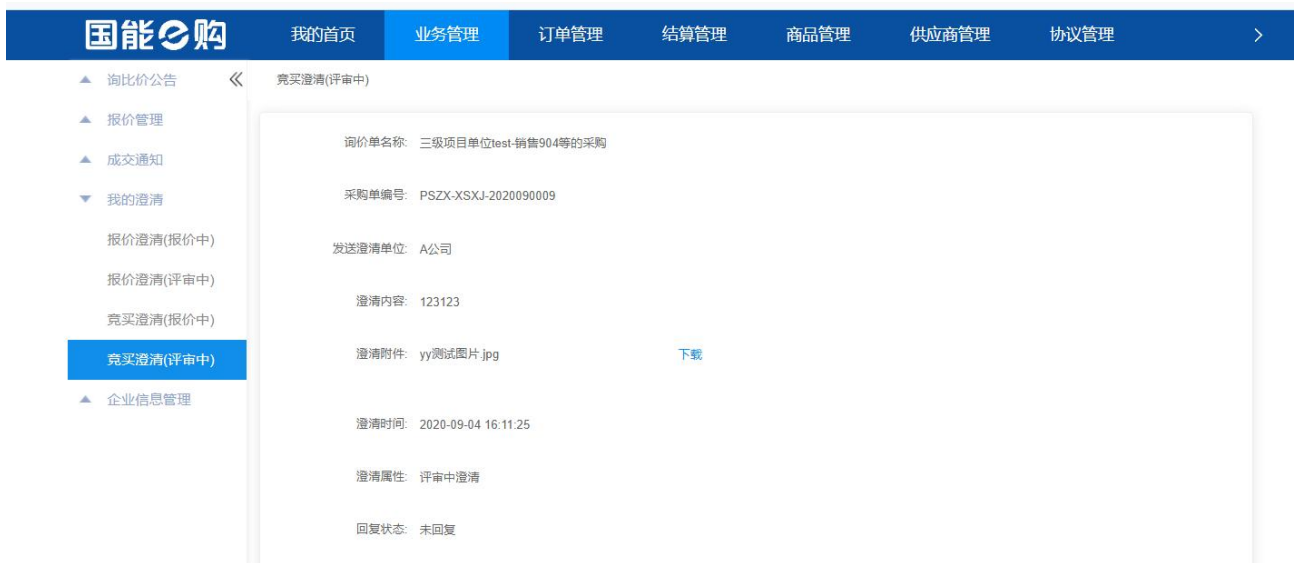 国能e购 我的首页 业务管理 订单管理 结算管理 商品管理 供应商管理 协议管理
询比价公告
竞买澄清(评审中)
报价管理
成交通知
我的澄清
报价澄清(报价中)
报价澄清(评审中)
竞买澄清(报价中)
竞买澄清(评审中)
企业信息管理
询价单名称: 三级项目单位test-销售904等的采购
采购单编号: PSZX-XSXJ-2020090009
发送澄清单位: A公司
澄清内容: 123123
澄清附件: yy测试图片.jpg 下载
澄清时间: 2020-09-04 16:11:25
澄清属性: 评审中澄清
回复状态: 未回复